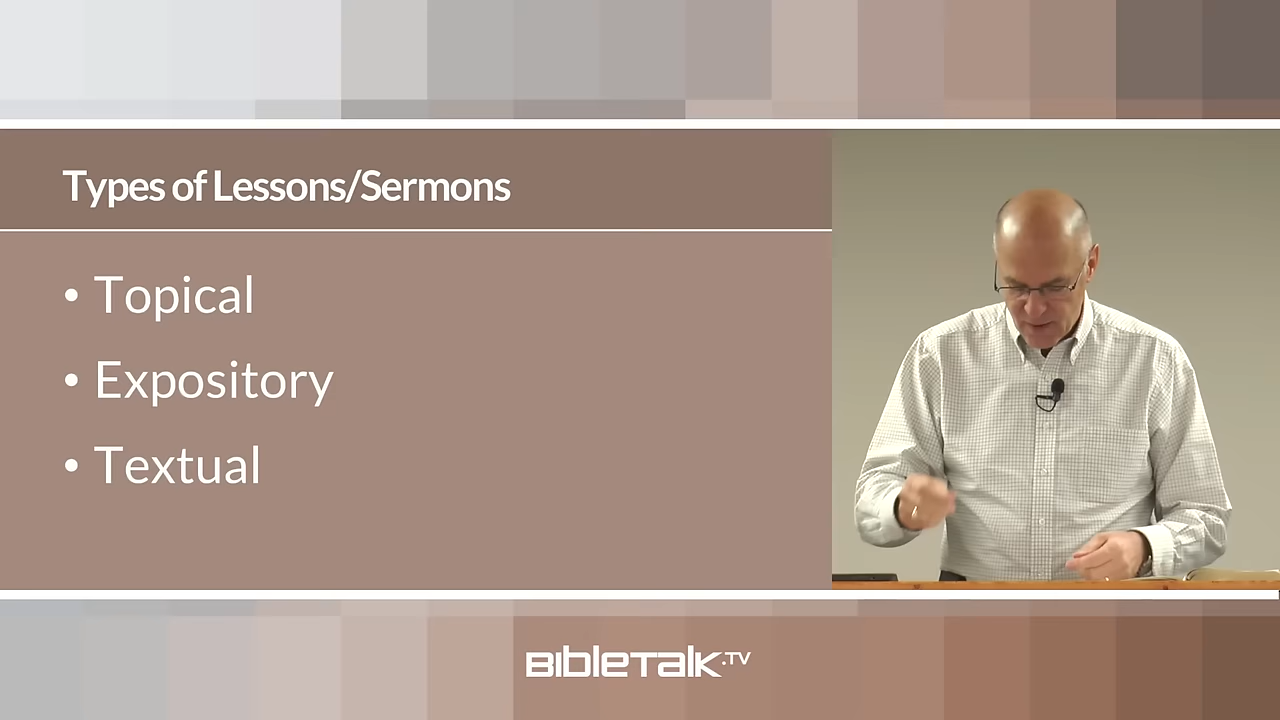 Types of Lessons/Sermons
• Topical
• Expository
• Textual
BIBLETALK.TV